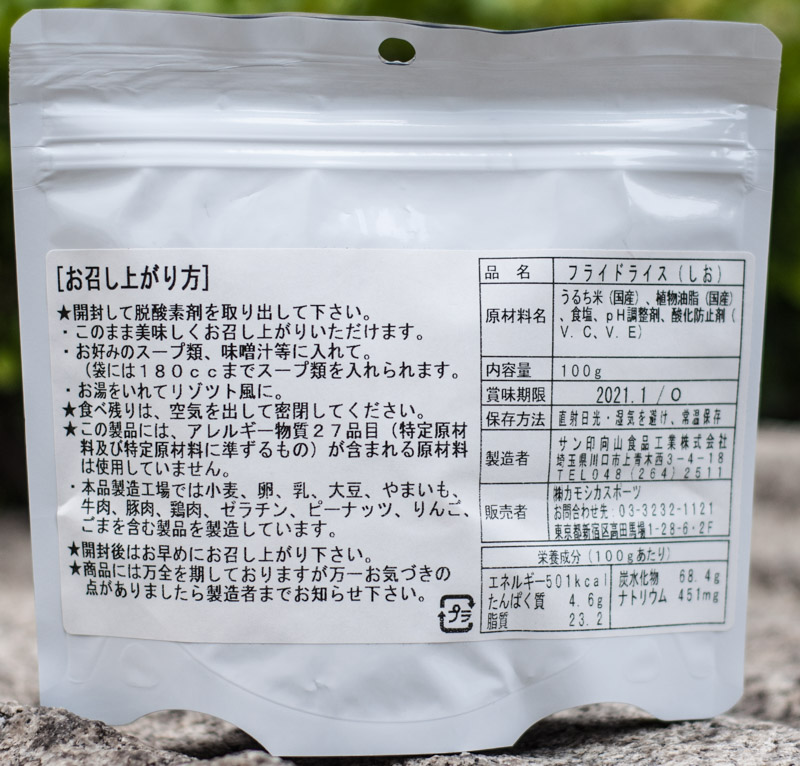 [お召し上がり方]
★開封して脱酸素剤を取り出して下さい。
・このまま美味しくお召し上がりいただけます。
・お好みのスープ類、味噌汁等に入れて。
(袋には180ccまでスープ類を入れられます。
・お湯をいれてリゾツト風に。
★食べ残りは、空気を出して密閉してください。
★この製品には、アレルギー物質27品目(特定原材
料及び特定原材料に準ずるもの)が含まれる原材料
は使用していません。
・本品製造工場では小麦、卵、乳、大豆、やまいも、
牛肉、豚肉、鶏肉、ゼラチン、ピーナッツ、りんご、
ごまを含む製品を製造しています。
★開封後はお早めにお召し上がり下さい。
★商品には万全を期しておりますが万一お気づきの
点がありましたら製造者までお知らせ下さい。
プラ
品名 フライドライス(しお)
原材料名 うるち米(国産)、植物油脂(国産)
、食塩、pH調整剤、酸化防止剤(
V.C、V.E)
内容量 100g
賞味期限 2021.1/0
保存方法 直射日光・湿気を避け、常温保存
製造者 サン印向山食品工業株式会社
埼玉県川口市上青木西3-4-18
TEL048(264)2511
販売者 ㈱カモシカスポーツ
お問合わせ先 03-3232-1121
東京都新宿区高田馬場1-28-6-2F
栄養成分(100gあたり)
エネルギー501kcal 炭水化物 68.4g
たんぱく質 4.6g ナトリウム 451mg
脂質 23.2